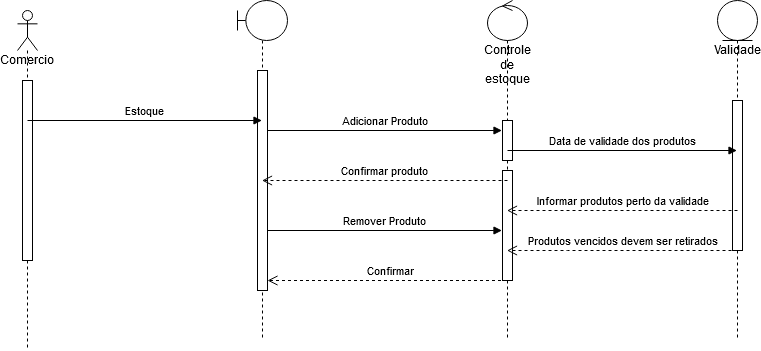 Comercio
Controle
de
estoque
Validade
Estoque
Adicionar Produto
Data de validade dos produtos
Confirmar produto
Informar produtos perto da validade
Remover Produto
Produtos vencidos devem ser retirados
Confirmar